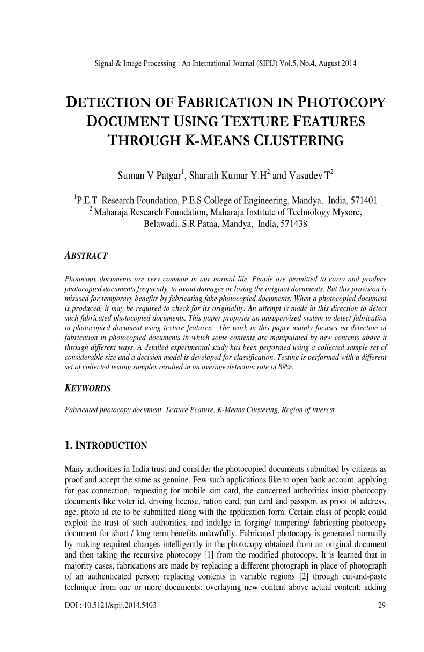 Signal & Image Processing : An International Journal (SIPIJ) Vol.5, No.4, August 2014
DETECTION OF FABRICATION IN PHOTOCOPY
DOCUMENT USING TEXTURE FEATURES
THROUGH K-MEANS CLUSTERING
Suman V Patgar1, Sharath Kumar Y.H2 and Vasudev T2
1P.E.T Research Foundation, P.E.S College of Engineering, Mandya, India, 571401
2 Maharaja Research Foundation, Maharaja Institute of Technology Mysore,
Belawadi, S.R Patna, Mandya, India, 571438
ABSTRACT
Photocopy documents are very common in our normal life. People are permitted to carry and produce
photocopied documents frequently, to avoid damages or losing the original documents. But this provision is
misused for temporary benefits by fabricating fake photocopied documents. When a photocopied document
is produced, it may be required to check for its originality. An attempt is made in this direction to detect
such fabricated photocopied documents. This paper proposes an unsupervised system to detect fabrication
in photocopied document using texture features. The work in this paper mainly focuses on detection of
fabrication in photocopied documents in which some contents are manipulated by new contents above it
through different ways. A detailed experimental study has been performed using a collected sample set of
considerable size and a decision model is developed for classification. Testing is performed with a different
set of collected testing samples resulted in an average detection rate of 89%.
KEYWORDS
Fabricated photocopy document, Texture Feature, K-Means Clustering, Region of interest
1. INTRODUCTION
Many authorities in India trust and consider the photocopied documents submitted by citizens as
proof and accept the same as genuine. Few such applications like to open bank account, applying
for gas connection, requesting for mobile sim card, the concerned authorities insist photocopy
documents like voter id, driving license, ration card, pan card and passport as proof of address,
age, photo id etc to be submitted along with the application form. Certain class of people could
exploit the trust of such authorities, and indulge in forging/ tampering/ fabricating photocopy
document for short / long term benefits unlawfully. Fabricated photocopy is generated normally
by making required changes intelligently in the photocopy obtained from an original document
and then taking the recursive photocopy [1] from the modified photocopy. It is learned that in
majority cases, fabrications are made by replacing a different photograph in place of photograph
of an authenticated person; replacing contents in variable regions [2] through cut-and-paste
technique from one or more documents; overlaying new content above actual content; adding
DOI : 10.5121/sipij.2014.5403 29